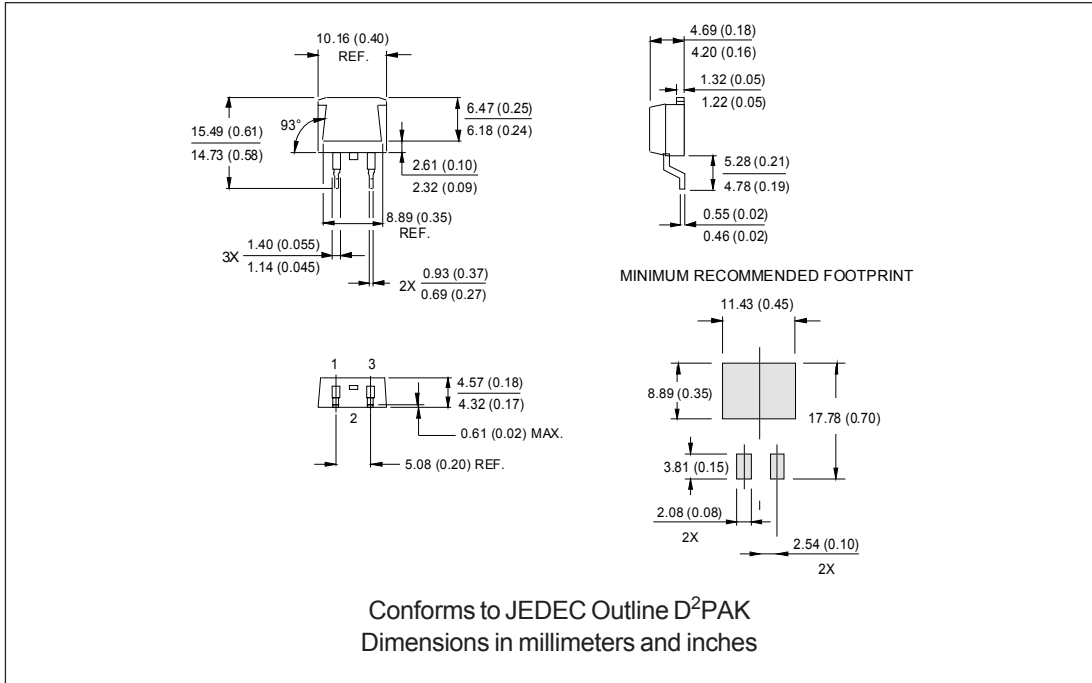 10.16 (0.40)
REF.
15.49 (0.61)
14.73 (0.58)
93°
6.47 (0.25)
6.18 (0.24)
2.61 (0.10)
2.32 (0.09)
8.89 (0.35)
REF.
3X
1.40 (0.055)
1.14 (0.045)
2X
0.93 (0.37)
0.69 (0.27)
4.69 (0.18)
4.20 (0.16)
1.32 (0.05)
1.22 (0.05)
5.28 (0.21)
4.78 (0.19)
0.55 (0.02)
0.46 (0.02)
1 3
2
4.57 (0.18)
4.32 (0.17)
0.61 (0.02) MAX.
5.08 (0.20) REF.
MINIMUM RECOMMENDED FOOTPRINT
11.43 (0.45)
8.89 (0.35)
17.78 (0.70)
3.81 (0.15)
2.08 (0.08)
2X
2.54 (0.10)
2X
Conforms to JEDEC Outline D²PAK
Dimensions in millimeters and inches